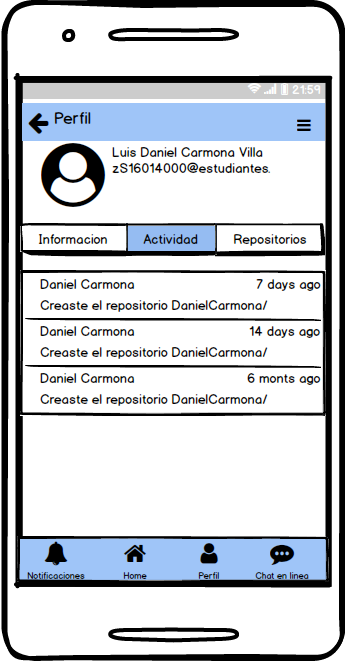 21:59
Perfil
Luis Daniel Carmona Villa
zS16014000@estudiantes.
Informacion Actividad Repositorios
Daniel Carmona 7 days ago
Creaste el repositorio DanielCarmona/
Daniel Carmona 14 days ago
Creaste el repositorio DanielCarmona/
Daniel Carmona 6 monts ago
Creaste el repositorio DanielCarmona/
Notificaciones Home Perfil Chat en linea